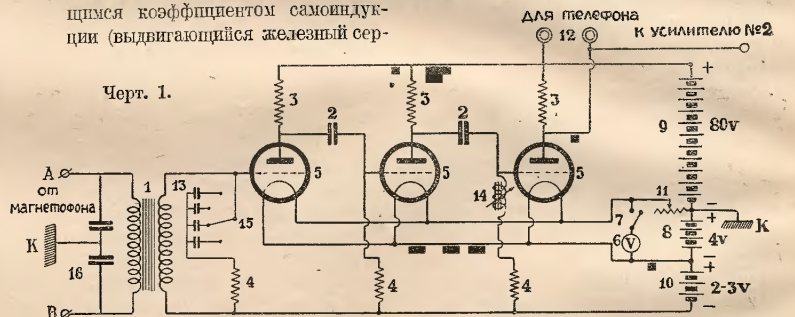 щимся коэффициентом самоиндук-
ции (выдвигающийся железный сер-
Черт. 1.
для телефона
12
к усилителю №2
+
3
2
3
2
3
9
80v
А
от
магнетофона
1
13
5
5
14
5
11
−
К
15
7
+
К
8
4v
6
V
16
−
+
4
4
4
10
2-3v
В
−